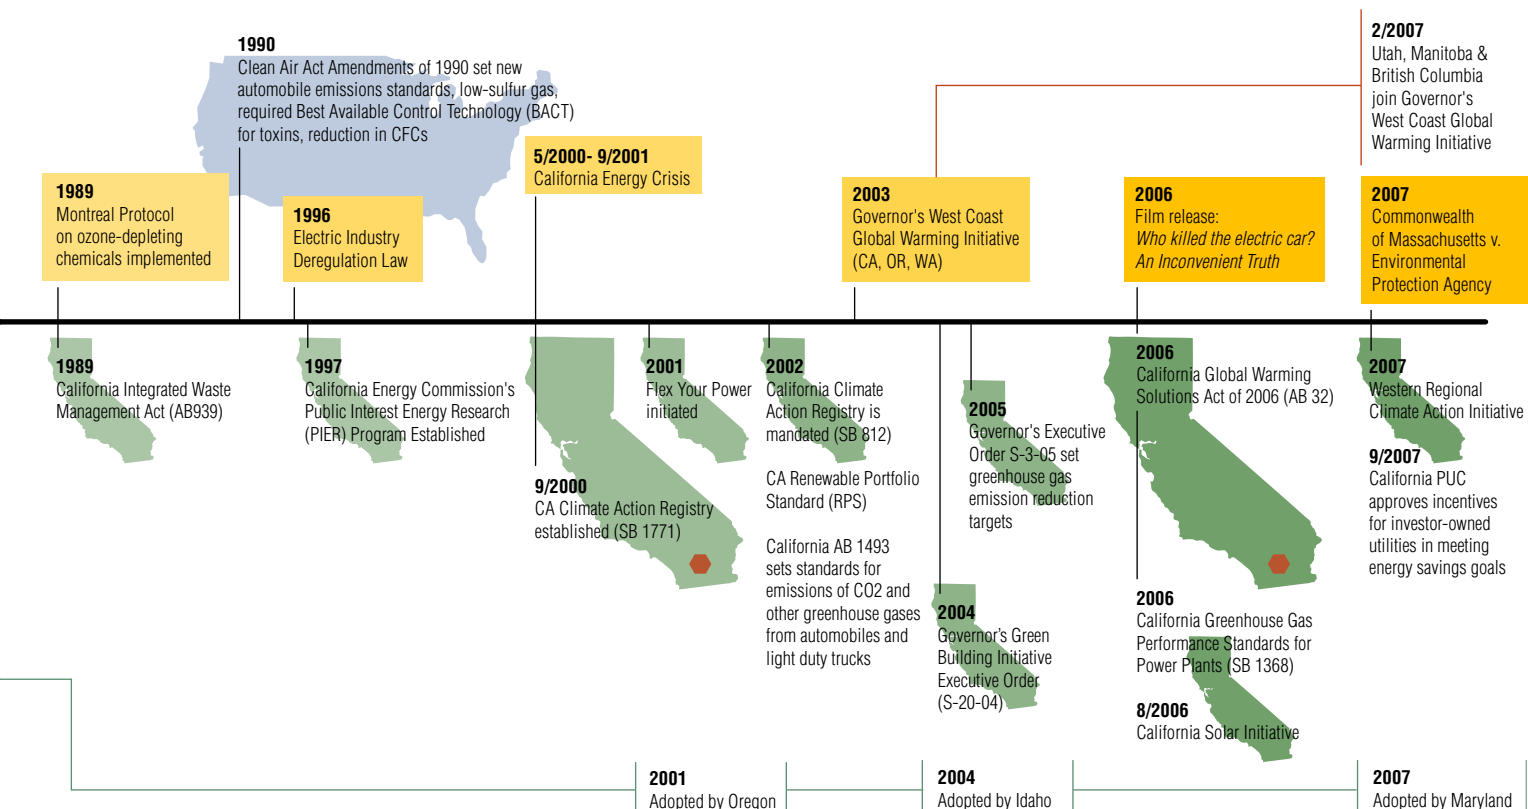 1990
Clean Air Act Amendments of 1990 set new
automobile emissions standards, low-sulfur gas,
required Best Available Control Technology (BACT)
for toxins, reduction in CFCs
2/2007
Utah, Manitoba &
British Columbia
join Governor's
West Coast Global
Warming Initiative
1989
Montreal Protocol
on ozone-depleting
chemicals implemented
1996
Electric Industry
Deregulation Law
5/2000- 9/2001
California Energy Crisis
2003
Governor's West Coast
Global Warming Initiative
(CA, OR, WA)
2006
Film release:
Who killed the electric car?
An Inconvenient Truth
2007
Commonwealth
of Massachusetts v.
Environmental
Protection Agency
1989
California Integrated Waste
Management Act (AB939)
1997
California Energy Commission's
Public Interest Energy Research
(PIER) Program Established
9/2000
CA Climate Action Registry
established (SB 1771)
2001
Flex Your Power
initiated
2002
California Climate
Action Registry is
mandated (SB 812)
CA Renewable Portfolio
Standard (RPS)
California AB 1493
sets standards for
emissions of CO2 and
other greenhouse gases
from automobiles and
light duty trucks
2005
Governor's Executive
Order S-3-05 set
greenhouse gas
emission reduction
targets
2004
Governor's Green
Building Initiative
Executive Order
(S-20-04)
2006
California Global Warming
Solutions Act of 2006 (AB 32)
2006
California Greenhouse Gas
Performance Standards for
Power Plants (SB 1368)
8/2006
California Solar Initiative
2007
Western Regional
Climate Action Initiative
9/2007
California PUC
approves incentives
for investor-owned
utilities in meeting
energy savings goals
2001
Adopted by Oregon
2004
Adopted by Idaho
2007
Adopted by Maryland